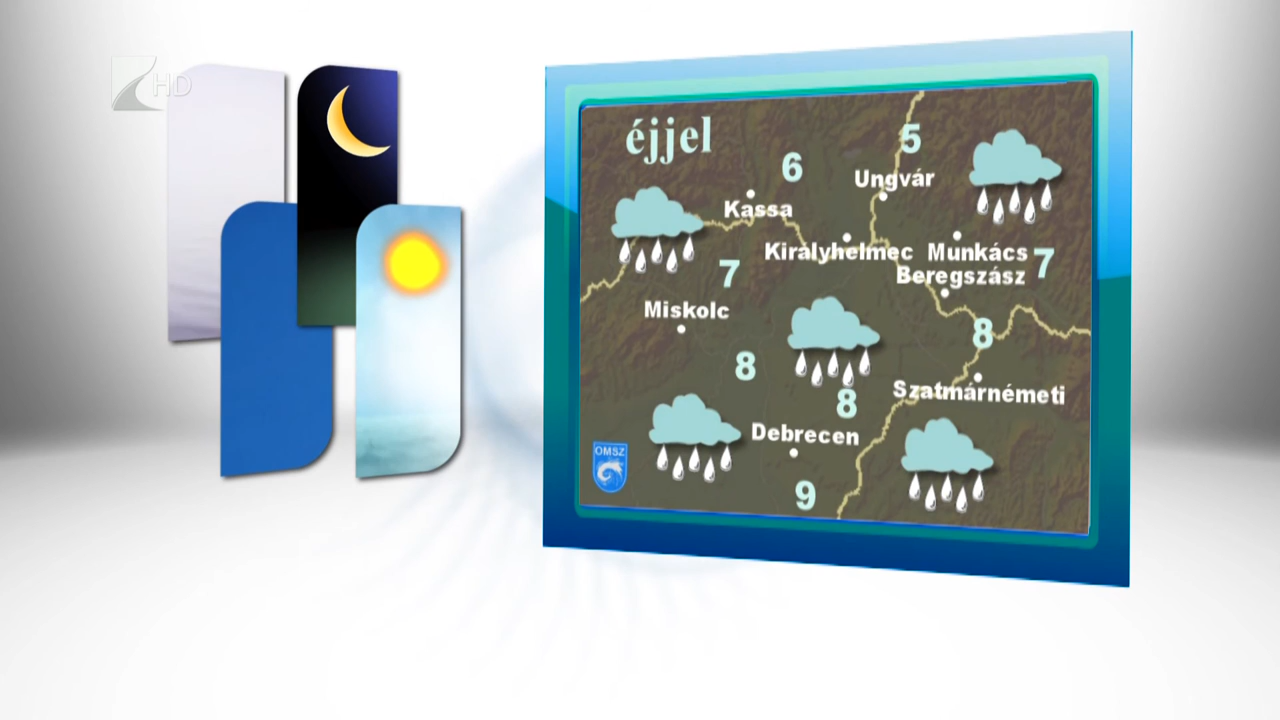 HD
éjjel
5
6
Ungvár
Kassa
Királyhelmec
Munkács
7
Beregszász
7
Miskolc
8
8
Szatmárnémeti
8
Debrecen
OMSZ
9